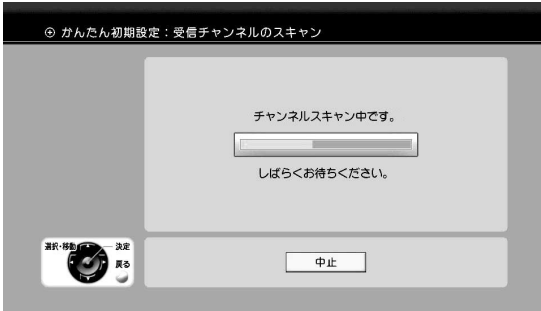 かんたん初期設定：受信チャンネルのスキャン
チャンネルスキャン中です。
しばらくお待ちください。
選択・移動
決定
戻る
中止